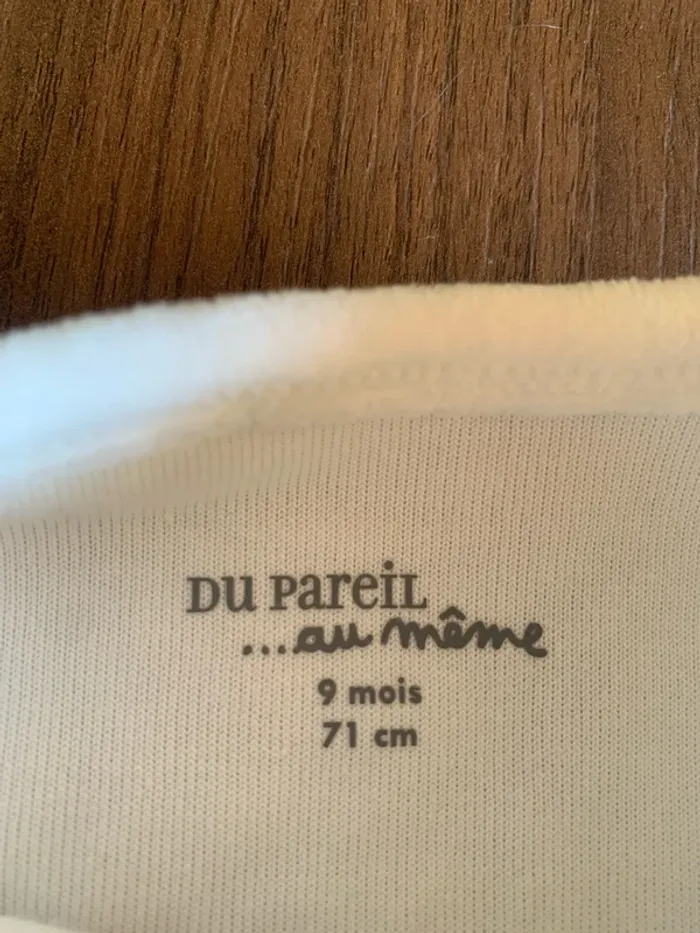 DU PAREIL
...au même
9 mois
71 cm